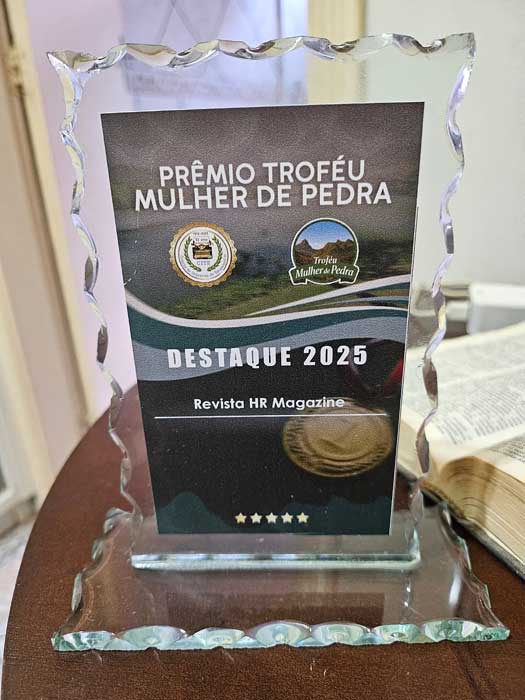 PRÊMIO TROFÉU
MULHER DE PEDRA
Troféu
Mulher de Pedra
DESTAQUE 2025
Revista HR Magazine